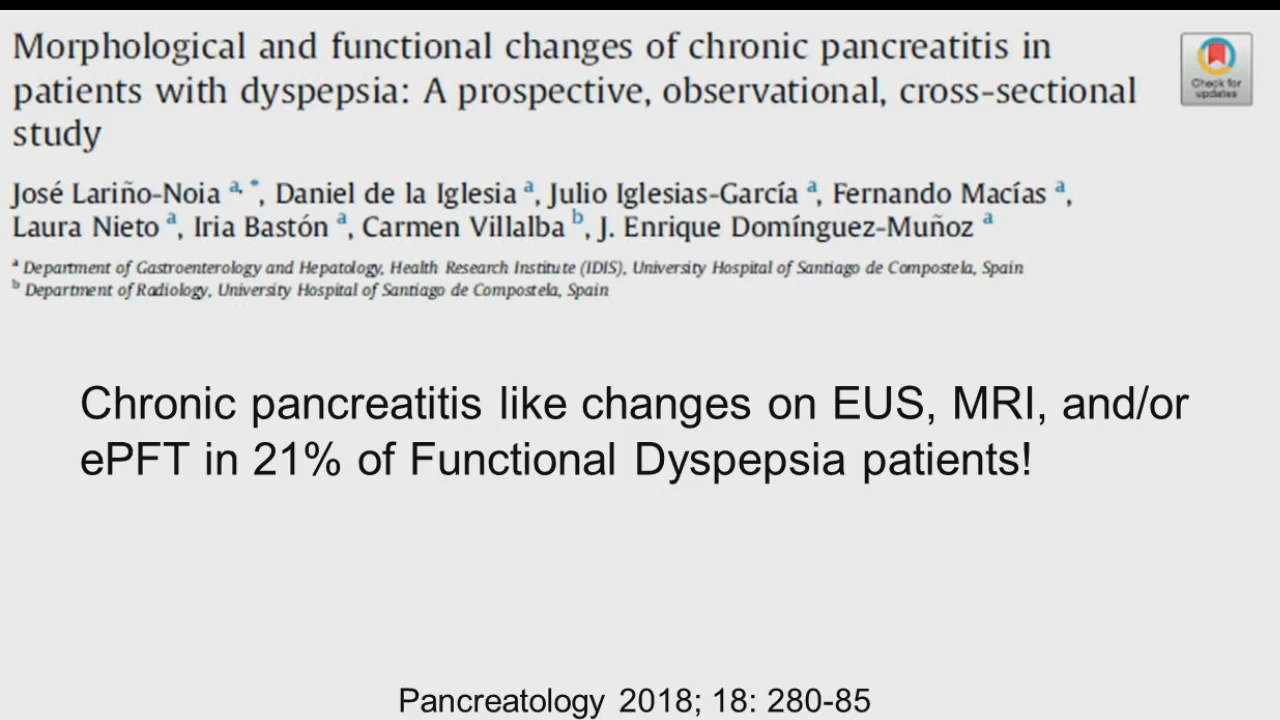 Morphological and functional changes of chronic pancreatitis in
patients with dyspepsia: A prospective, observational, cross-sectional
study
Check for
updates
José Lariño-Noia a, *, Daniel de la Iglesia a, Julio Iglesias-García a, Fernando Macías a,
Laura Nieto a, Iria Bastón a, Carmen Villalba b, J. Enrique Domínguez-Muñoz a
a Department of Gastroenterology and Hepatology, Health Research Institute (IDIS), University Hospital of Santiago de Compostela, Spain
b Department of Radiology, University Hospital of Santiago de Compostela, Spain
Chronic pancreatitis like changes on EUS, MRI, and/or
ePFT in 21% of Functional Dyspepsia patients!
Pancreatology 2018; 18: 280-85